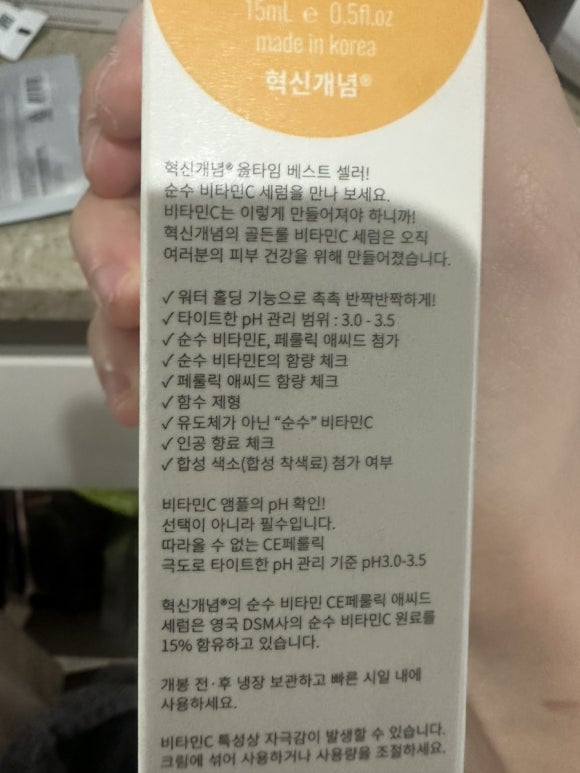 15mL e 0.5fl.oz
made in korea
혁신개념®
혁신개념® 올타임 베스트 셀러!
순수 비타민C 세럼을 만나 보세요.
비타민C는 이렇게 만들어져야 하니까!
혁신개념의 골든룰 비타민C 세럼은 오직
여러분의 피부 건강을 위해 만들어졌습니다.
✓ 워터 홀딩 기능으로 촉촉 반짝반짝하게!
✓ 타이트한 pH 관리 범위 : 3.0 - 3.5
✓ 순수 비타민E, 페룰릭 애씨드 첨가
✓ 순수 비타민E의 함량 체크
✓ 페룰릭 애씨드 함량 체크
✓ 함수 제형
✓ 유도체가 아닌 “순수” 비타민C
✓ 인공 향료 체크
✓ 합성 색소(합성 착색료) 첨가 여부
비타민C 앰플의 pH 확인!
선택이 아니라 필수입니다.
따라올 수 없는 CE페룰릭
극도로 타이트한 pH 관리 기준 pH3.0-3.5
혁신개념®의 순수 비타민 CE페룰릭 애씨드
세럼은 영국 DSM사의 순수 비타민C 원료를
15% 함유하고 있습니다.
개봉 전·후 냉장 보관하고 빠른 시일 내에
사용하세요.
비타민C 특성상 자극감이 발생할 수 있습니다.
크림에 섞어 사용하거나 사용량을 조절하세요.